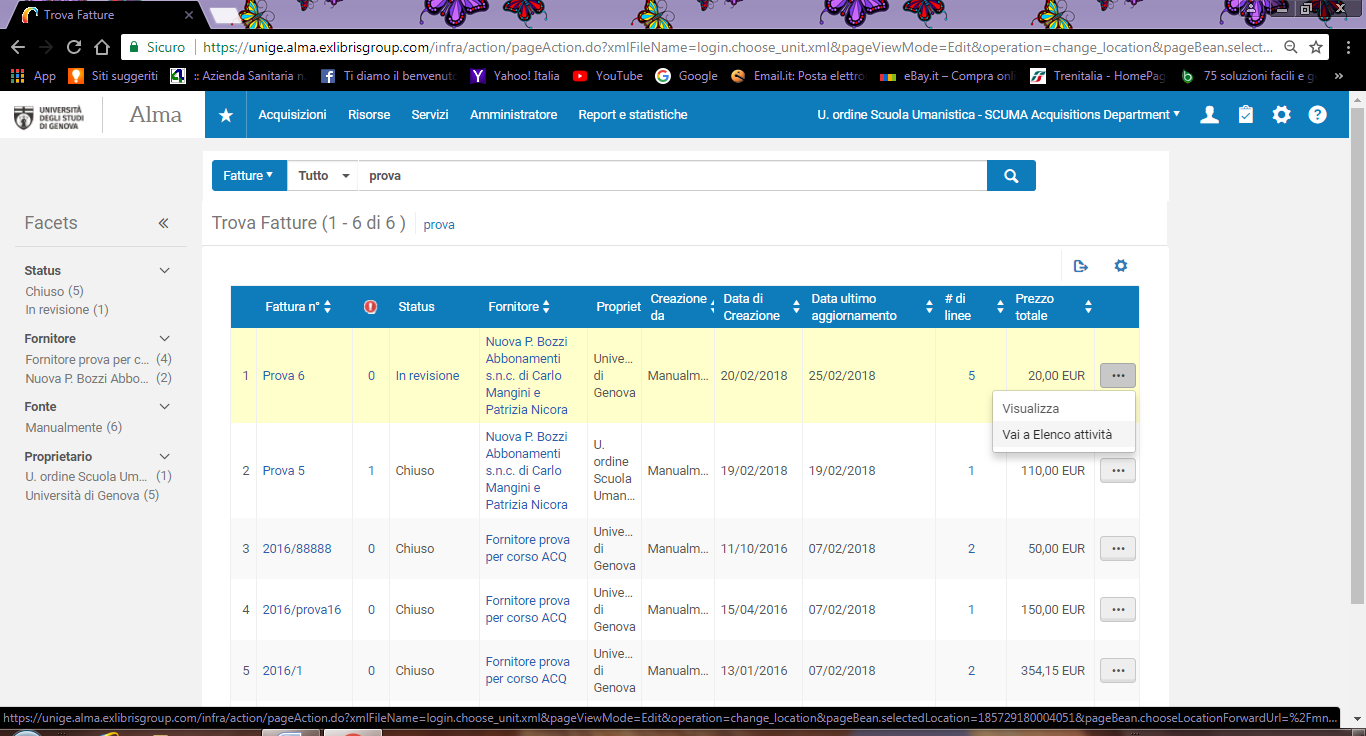 Trova Fatture
Sicuro
https://unige.alma.exlibrisgroup.com/infra/action/pageAction.do?xmlFileName=login.choose_unit.xml&pageViewMode=Edit&operation=change_location&pageBean.select...
App
Siti suggeriti
:: Azienda Sanitaria n.
Ti diamo il benvenuto
Yahoo! Italia
YouTube
Google
Email.it: Posta elettro
eBay.it – Compra onl
Trenitalia - HomePag
75 soluzioni facili e g
»
UNIVERSITÀ
DEGLI STUDI
DI GENOVA
Alma
Acquisizioni
Risorse
Servizi
Amministratore
Report e statistiche
U. ordine Scuola Umanistica - SCUMA Acquisitions Department
Fatture
Tutto
prova
Facets
Trova Fatture (1 - 6 di 6 )
prova
Status
Chiuso (5)
In revisione (1)
Fornitore
Fornitore prova per c... (4)
Nuova P. Bozzi Abbo... (2)
Fonte
Manualmente (6)
Proprietario
U. ordine Scuola Um... (1)
Università di Genova (5)
Fattura n°
Status
Fornitore
Propriet
Creazione
da
Data di
Creazione
Data ultimo
aggiornamento
# di
linee
Prezzo
totale
1
Prova 6
0
In revisione
Nuova P. Bozzi
Abbonamenti
s.n.c. di Carlo
Mangini e
Patrizia Nicora
Unive...
di
Genova
Manualm...
20/02/2018
25/02/2018
5
20,00 EUR
Visualizza
Vai a Elenco attività
2
Prova 5
1
Chiuso
Nuova P. Bozzi
Abbonamenti
s.n.c. di Carlo
Mangini e
Patrizia Nicora
U.
ordine
Scuola
Uman...
Manualm...
19/02/2018
19/02/2018
1
110,00 EUR
3
2016/88888
0
Chiuso
Fornitore prova
per corso ACQ
Unive...
di
Genova
Manualm...
11/10/2016
07/02/2018
2
50,00 EUR
4
2016/prova16
0
Chiuso
Fornitore prova
per corso ACQ
Unive...
di
Genova
Manualm...
15/04/2016
07/02/2018
1
150,00 EUR
5
2016/1
0
Chiuso
Fornitore prova
per corso ACQ
Unive...
di
Genova
Manualm...
13/01/2016
07/02/2018
2
354,15 EUR
https://unige.alma.exlibrisgroup.com/infra/action/pageAction.do?xmlFileName=login.choose_unit.xml&pageViewMode=Edit&operation=change_location&pageBean.selectedLocation=185729180004051&pageBean.chooseLocationForwardUrl=%2Fmn...